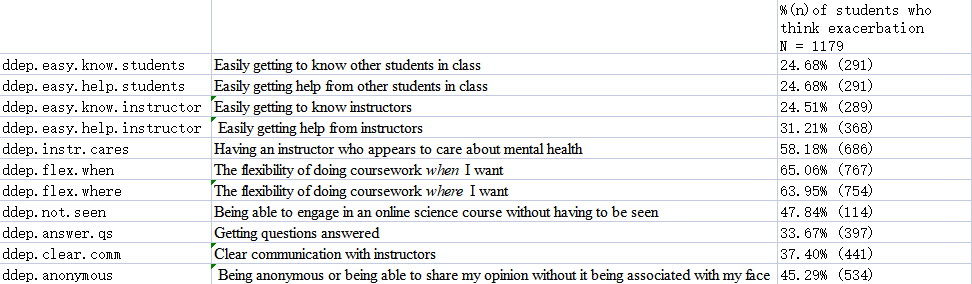 %(n)of students who
think exacerbation
N = 1179
ddep.easy.know.students Easily getting to know other students in class 24.68% (291)
ddep.easy.help.students Easily getting help from other students in class 24.68% (291)
ddep.easy.know.instructor Easily getting to know instructors 24.51% (289)
ddep.easy.help.instructor Easily getting help from instructors 31.21% (368)
ddep.instr.cares Having an instructor who appears to care about mental health 58.18% (686)
ddep.flex.when The flexibility of doing coursework when I want 65.06% (767)
ddep.flex.where The flexibility of doing coursework where I want 63.95% (754)
ddep.not.seen Being able to engage in an online science course without having to be seen 47.84% (114)
ddep.answer.qs Getting questions answered 33.67% (397)
ddep.clear.comm Clear communication with instructors 37.40% (441)
ddep.anonymous Being anonymous or being able to share my opinion without it being associated with my face 45.29% (534)